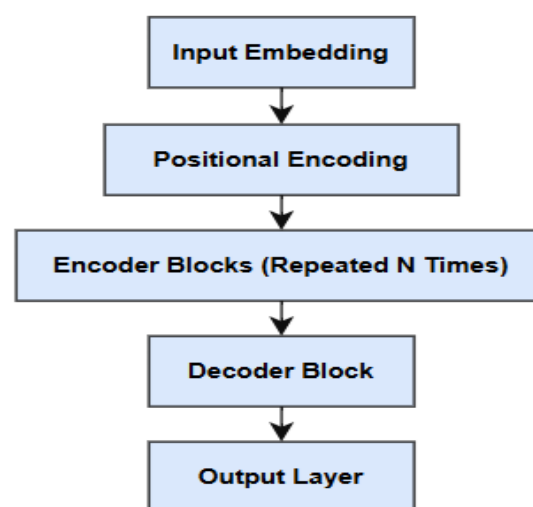 Input Embedding
Positional Encoding
Encoder Blocks (Repeated N Times)
Decoder Block
Output Layer